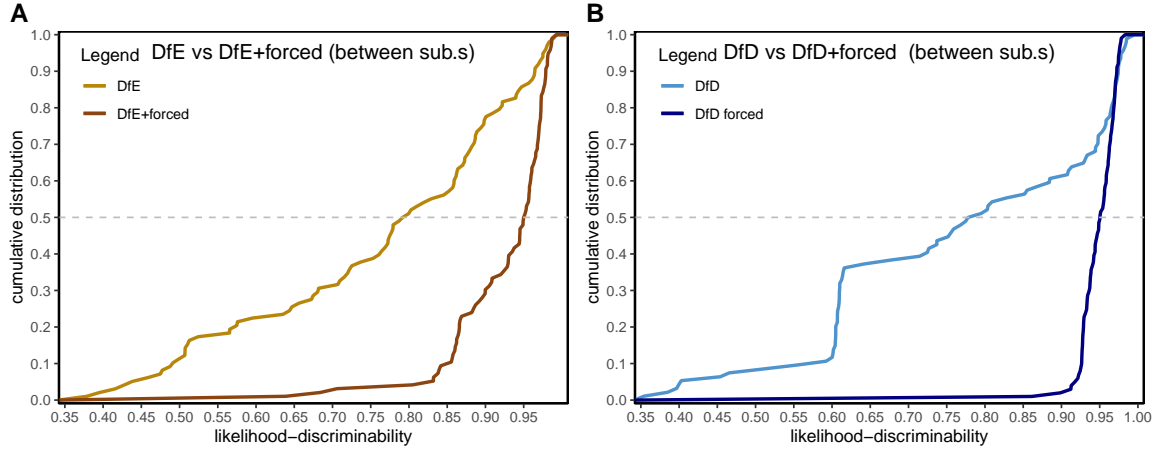 A
Legend DfE vs DfE+forced (between sub.s)
DfE
DfE+forced
cumulative distribution
1.0
0.9
0.8
0.7
0.6
0.5
0.4
0.3
0.2
0.1
0.0
0.35 0.40 0.45 0.50 0.55 0.60 0.65 0.70 0.75 0.80 0.85 0.90 0.95
likelihood−discriminability
B
Legend DfD vs DfD+forced (between sub.s)
DfD
DfD forced
cumulative distribution
1.0
0.9
0.8
0.7
0.6
0.5
0.4
0.3
0.2
0.1
0.0
0.35 0.40 0.45 0.50 0.55 0.60 0.65 0.70 0.75 0.80 0.85 0.90 0.95 1.00
likelihood−discriminability